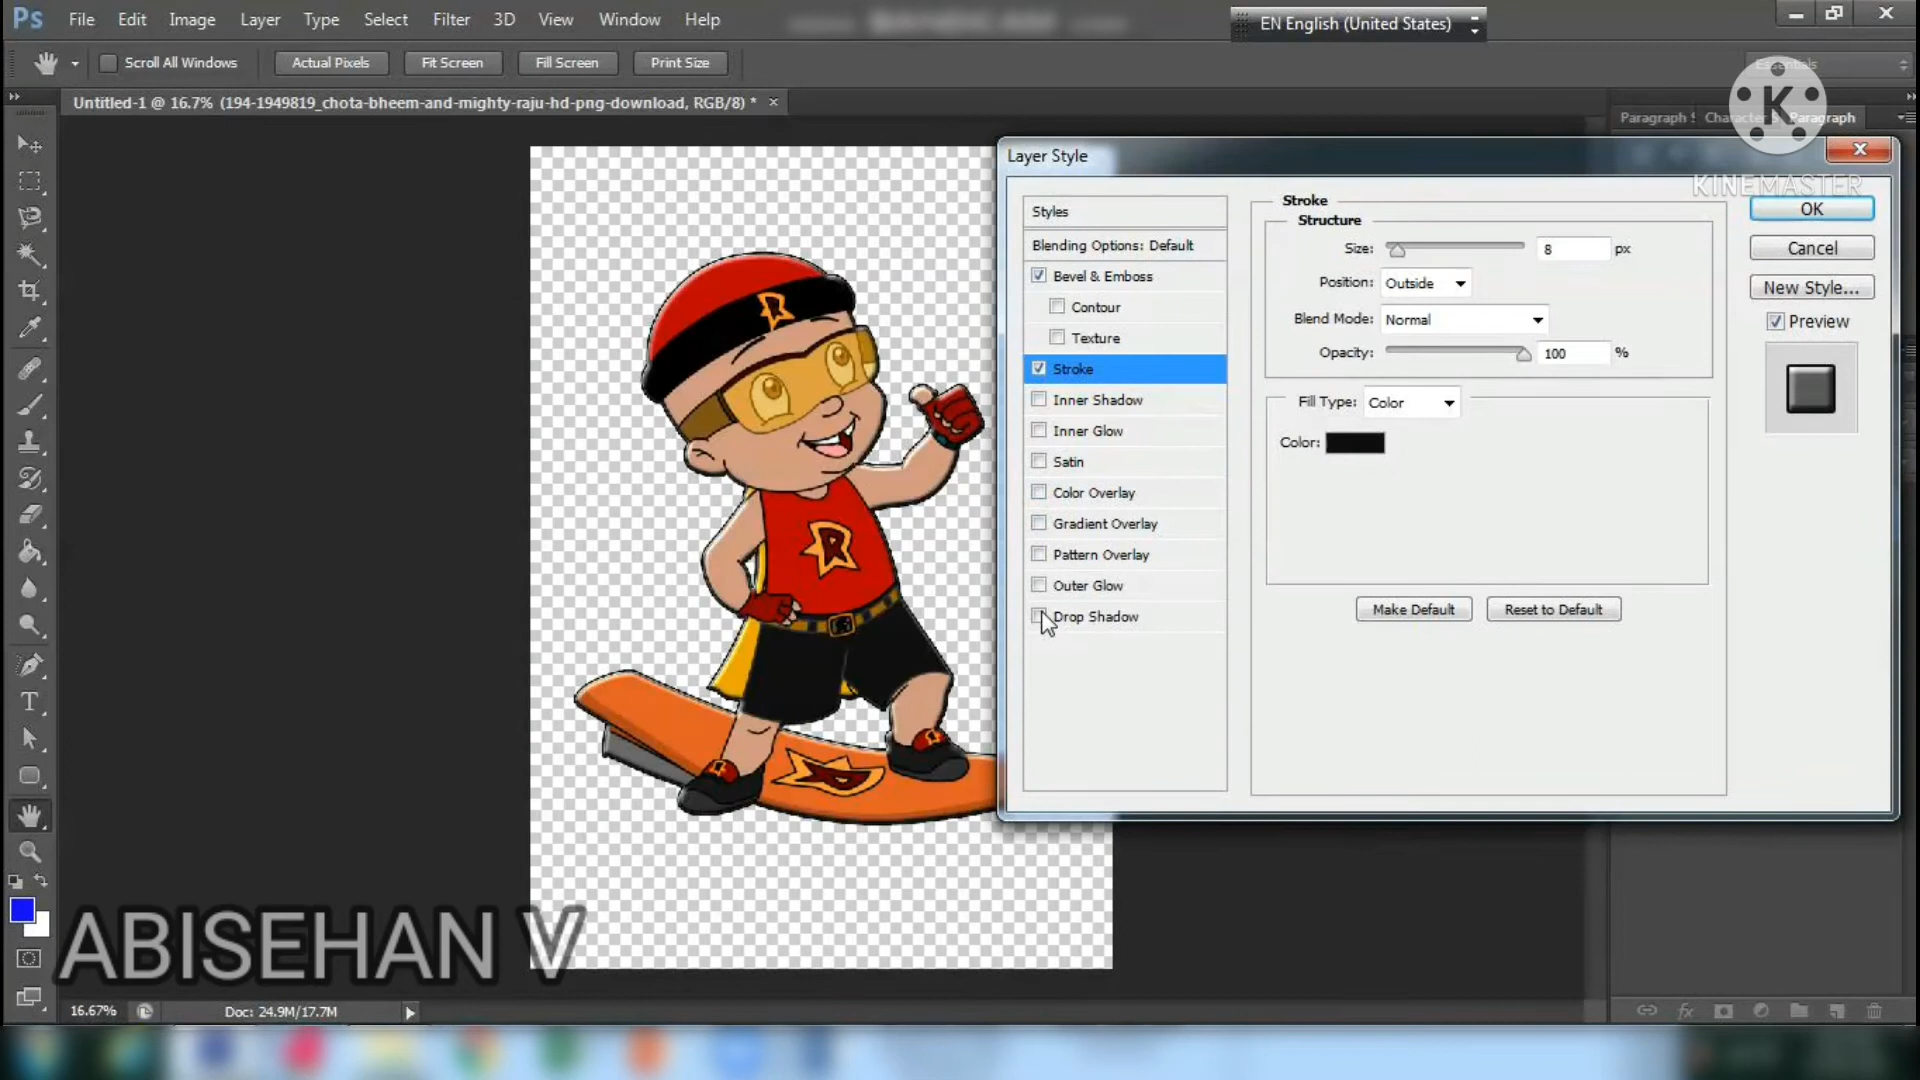 Ps File Edit Image Layer Type Select Filter 3D View Window Help
EN English (United States)
Scroll All Windows Actual Pixels Fit Screen Fill Screen Print Size
Essentials
Untitled-1 @ 16.7% (194-1949819_chota-bheem-and-mighty-raju-hd-png-download, RGB/8) * ×
Paragraph S Character S Paragraph
K
KINEMASTER
Layer Style
Styles
Blending Options: Default
Bevel & Emboss
Contour
Texture
Stroke
Inner Shadow
Inner Glow
Satin
Color Overlay
Gradient Overlay
Pattern Overlay
Outer Glow
Drop Shadow
Stroke
Structure
Size: 8 px
Position: Outside
Blend Mode: Normal
Opacity: 100 %
Fill Type: Color
Color:
Make Default Reset to Default
OK
Cancel
New Style...
Preview
R
R
ABISEHAN V
16.67% Doc: 24.9M/17.7M
fx